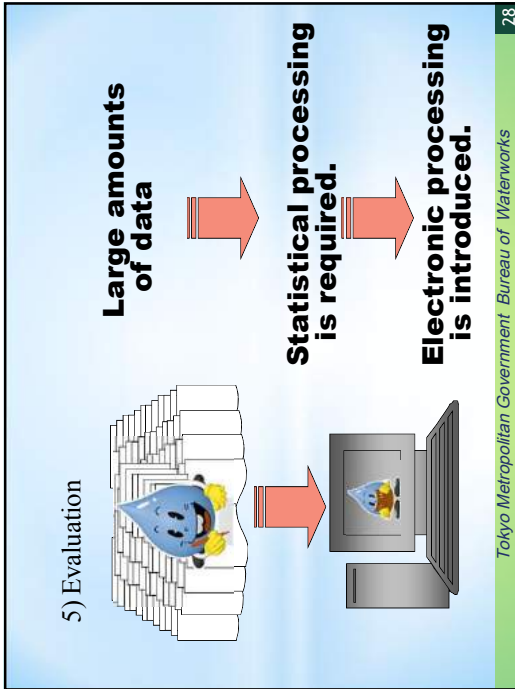 5) Evaluation
Large amounts
of data
Statistical processing
is required.
Electronic processing
is introduced.
Tokyo Metropolitan Government Bureau of Waterworks
28